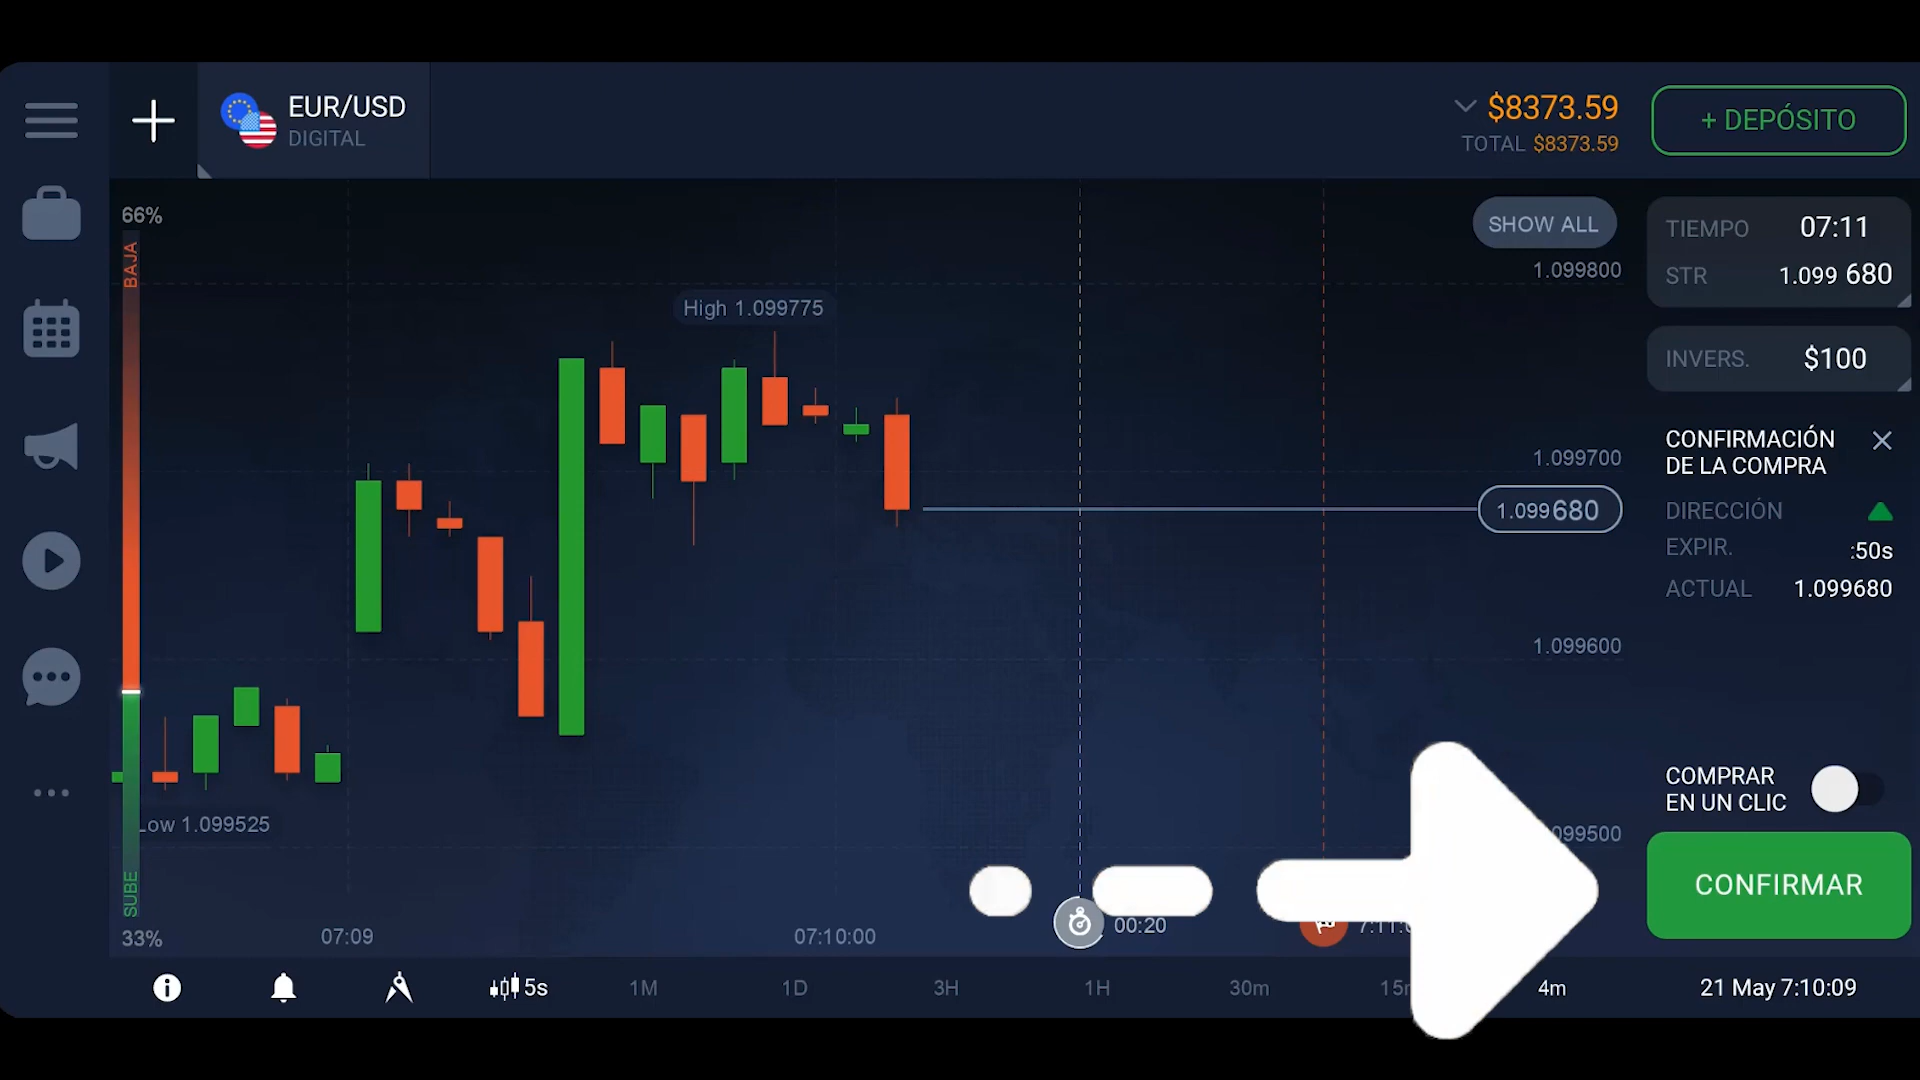 EUR/USD
DIGITAL
$8373.59
TOTAL $8373.59
+ DEPÓSITO
66%
BAJA
SHOW ALL
1.099800
High 1.099775
1.099700
1.099680
1.099600
Low 1.099525
SUBE
33%
07:09
07:10:00
00:20
TIEMPO 07:11
STR 1.099 680
INVERS. $100
CONFIRMACIÓN
DE LA COMPRA
DIRECCIÓN
EXPIR. :50s
ACTUAL 1.099680
COMPRAR
EN UN CLIC
CONFIRMAR
5s
1M
1D
3H
1H
30m
4m
21 May 7:10:09